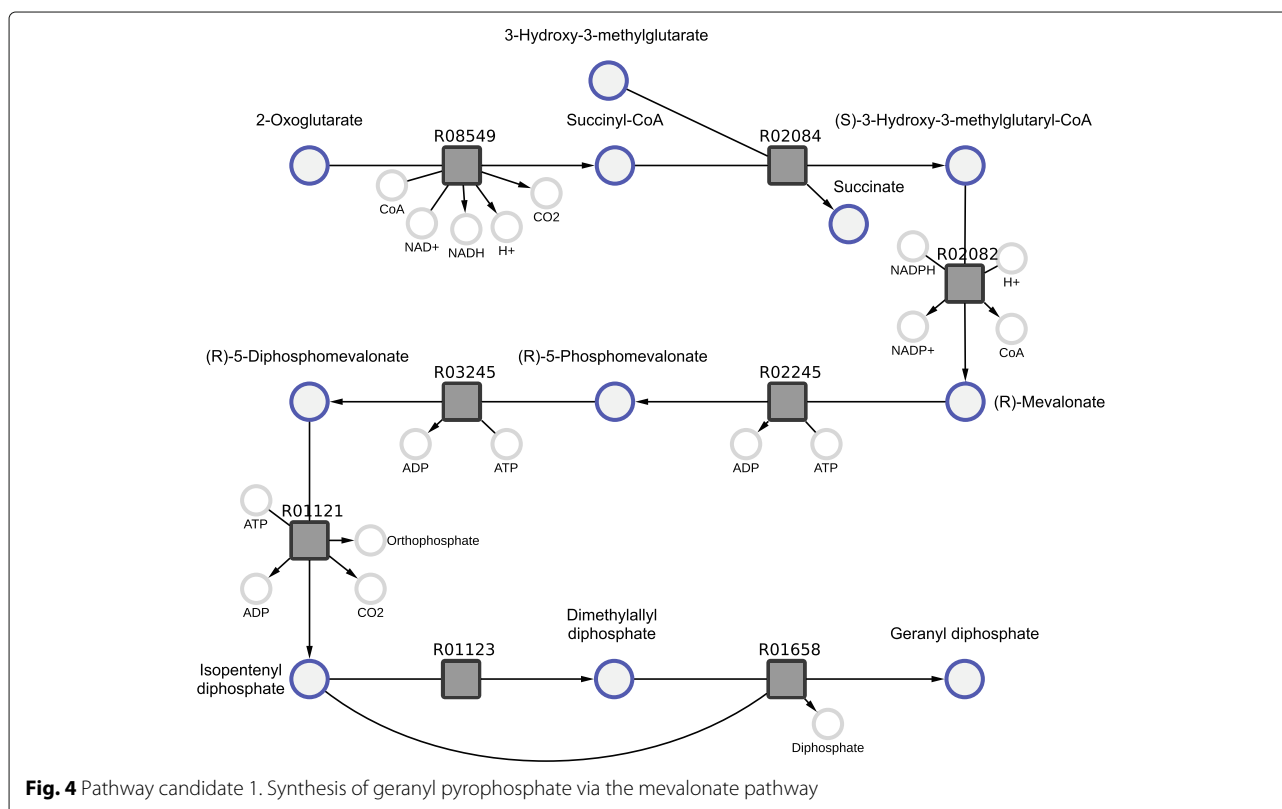 3-Hydroxy-3-methylglutarate
2-Oxoglutarate
Succinyl-CoA
(S)-3-Hydroxy-3-methylglutaryl-CoA
R08549
R02084
CoA
NAD+
NADH
H+
CO2
Succinate
NADPH
R02082
H+
NADP+
CoA
(R)-5-Diphosphomevalonate
(R)-5-Phosphomevalonate
R03245
R02245
(R)-Mevalonate
ADP
ATP
ADP
ATP
ATP
R01121
Orthophosphate
ADP
CO2
Dimethylallyl
diphosphate
Geranyl diphosphate
Isopentenyl
diphosphate
R01123
R01658
Diphosphate
Fig. 4 Pathway candidate 1. Synthesis of geranyl pyrophosphate via the mevalonate pathway